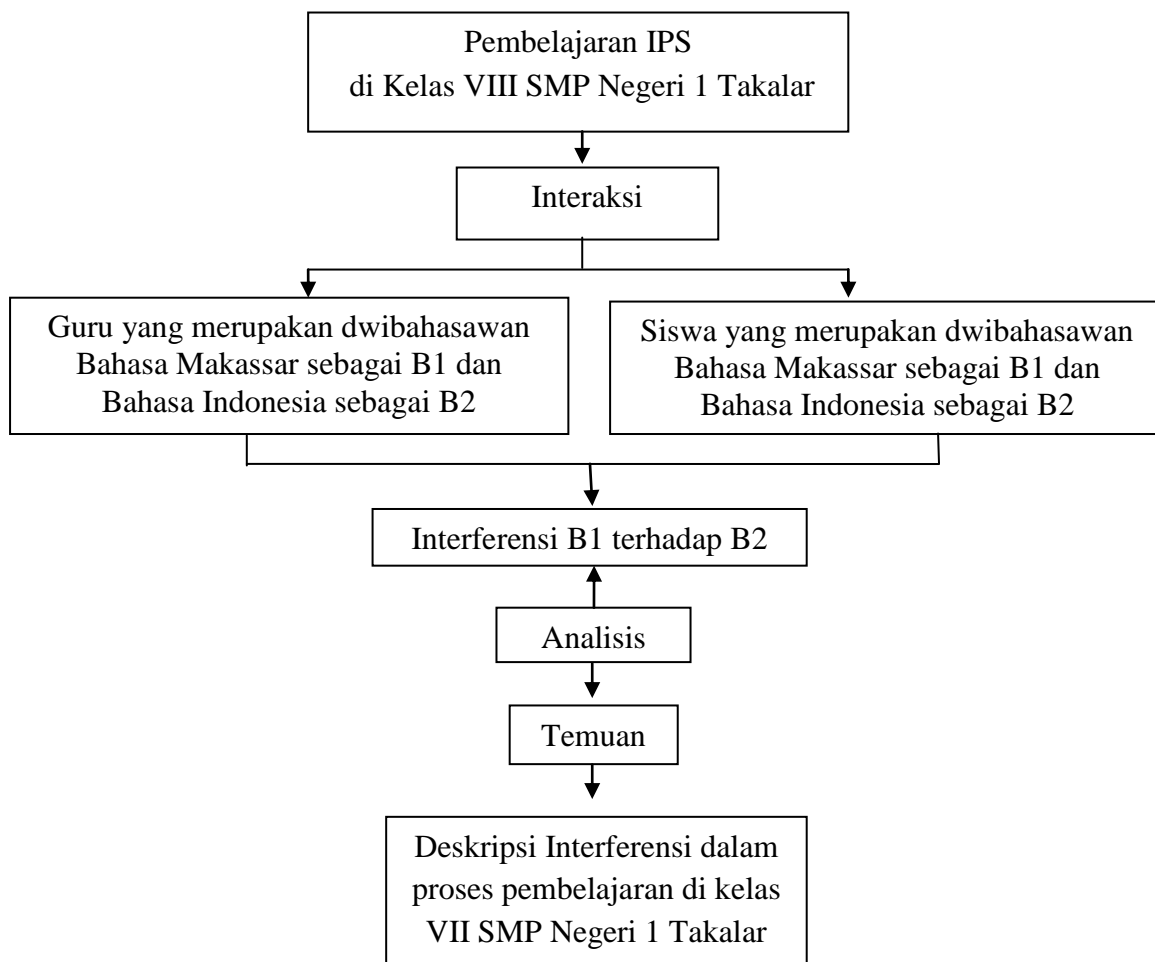 Pembelajaran IPS
di Kelas VIII SMP Negeri 1 Takalar
Interaksi
Guru yang merupakan dwibahasawan
Bahasa Makassar sebagai B1 dan
Bahasa Indonesia sebagai B2
Siswa yang merupakan dwibahasawan
Bahasa Makassar sebagai B1 dan
Bahasa Indonesia sebagai B2
Interferensi B1 terhadap B2
Analisis
Temuan
Deskripsi Interferensi dalam
proses pembelajaran di kelas
VII SMP Negeri 1 Takalar